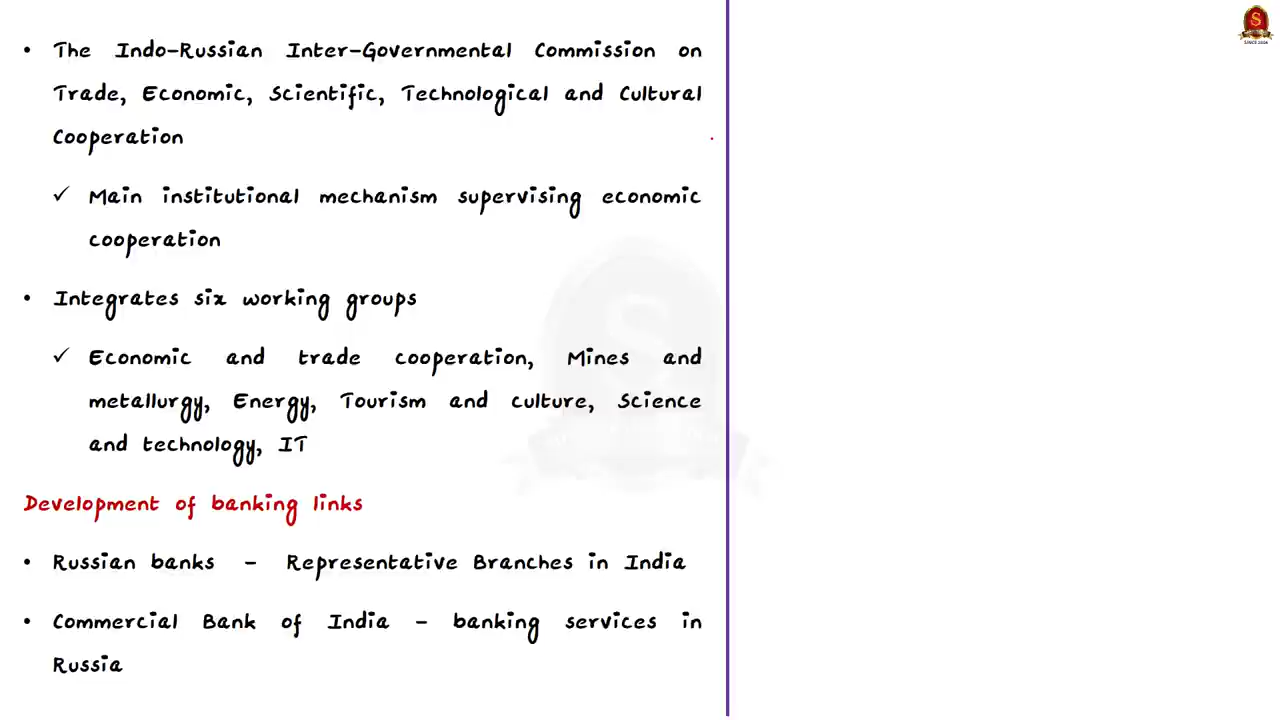 • The Indo-Russian Inter-Governmental Commission on
Trade, Economic, Scientific, Technological and Cultural
Cooperation
✓ Main institutional mechanism supervising economic
cooperation
• Integrates six working groups
✓ Economic and trade cooperation, Mines and
metallurgy, Energy, Tourism and culture, Science
and technology, IT
Development of banking links
• Russian banks – Representative Branches in India
• Commercial Bank of India – banking services in
Russia
S